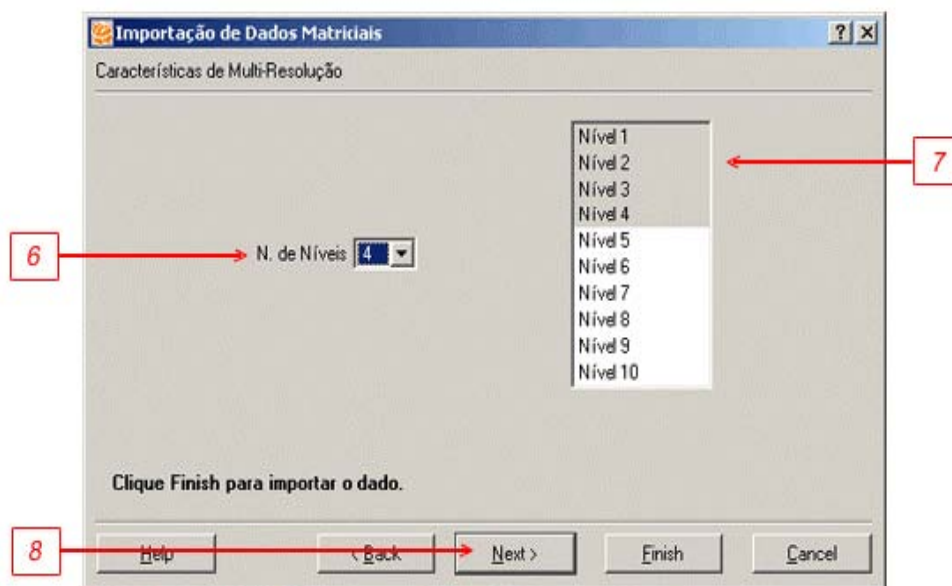 Importação de Dados Matriciais
Características de Multi-Resolução
Nível 1
Nível 2
7
Nível 3
Nível 4
6
N. de Níveis 4
Nível 5
Nível 6
Nível 7
Nível 8
Nível 9
Nível 10
Clique Finish para importar o dado.
8
Help
< Back
Next >
Finish
Cancel